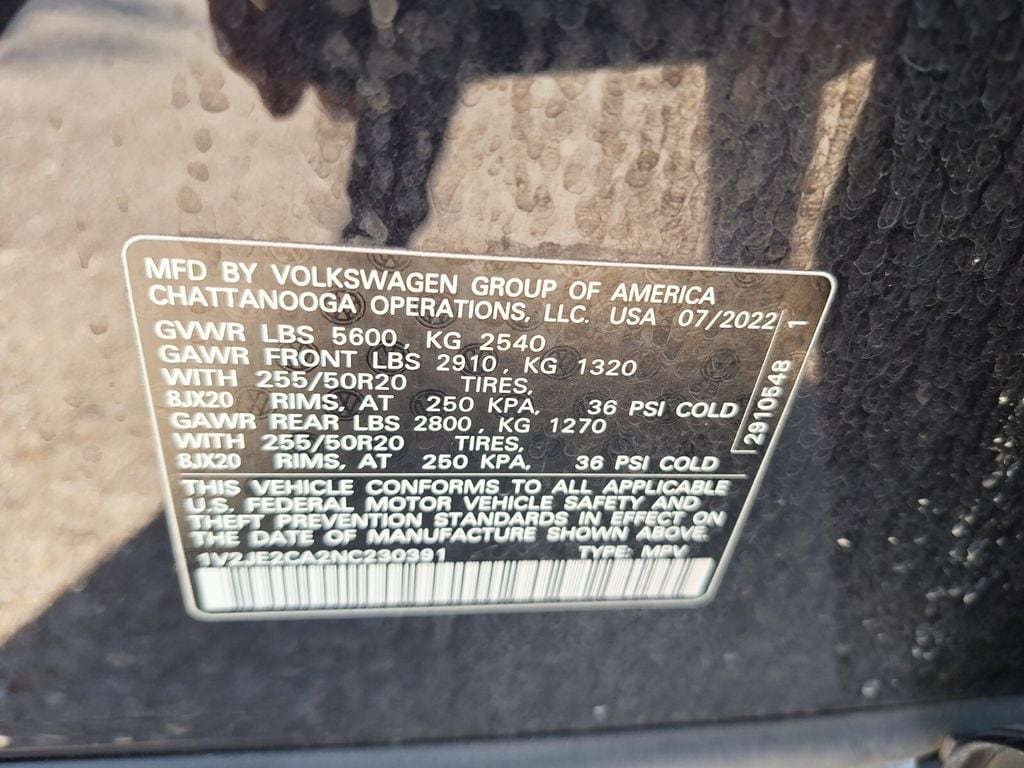 MFD BY VOLKSWAGEN GROUP OF AMERICA
CHATTANOOGA OPERATIONS, LLC. USA 07/2022
GVWR LBS 5600, KG 2540
GAWR FRONT LBS 2910, KG 1320
WITH 255/50R20 TIRES,
8JX20 RIMS, AT 250 KPA, 36 PSI COLD
GAWR REAR LBS 2800, KG 1270
WITH 255/50R20 TIRES,
8JX20 RIMS, AT 250 KPA, 36 PSI COLD
2910548 1
THIS VEHICLE CONFORMS TO ALL APPLICABLE
U.S. FEDERAL MOTOR VEHICLE SAFETY AND
THEFT PREVENTION STANDARDS IN EFFECT ON
THE DATE OF MANUFACTURE SHOWN ABOVE.
1V2JE2CA2NC230391 TYPE: MPV